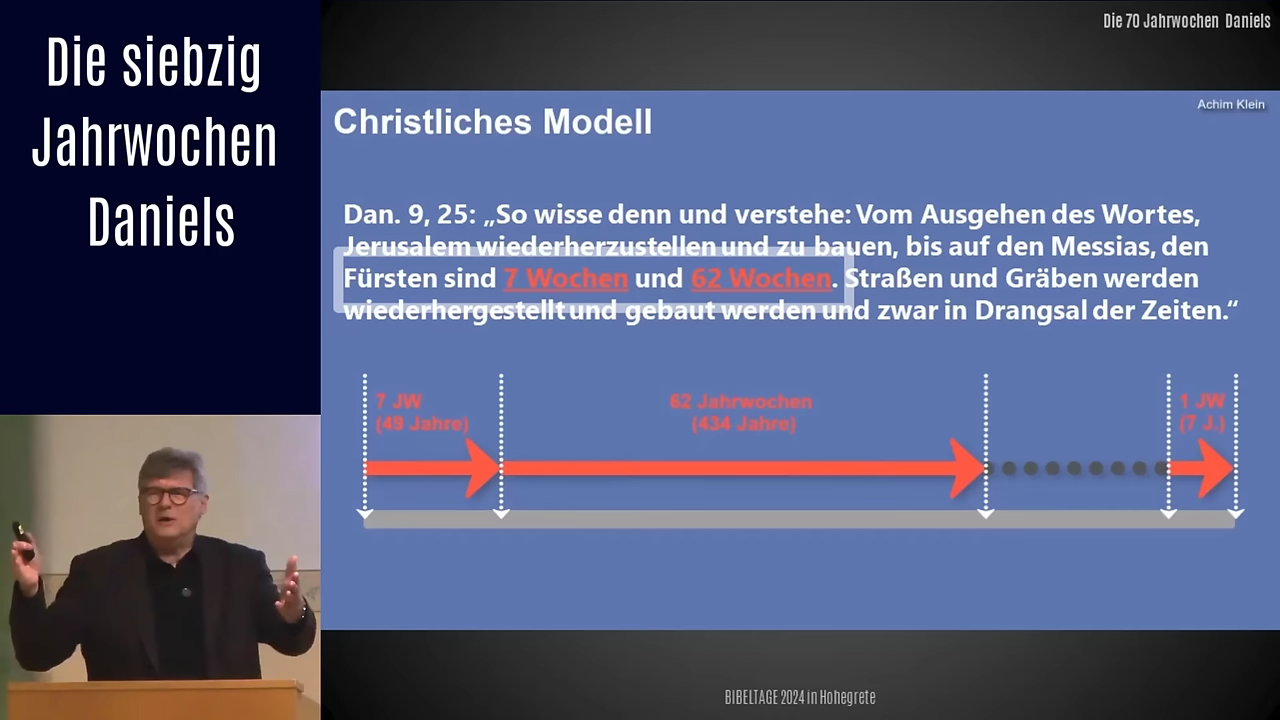 Die siebzig
Jahrwochen
Daniels
Die 70 Jahrwochen Daniels
Achim Klein
Christliches Modell
Dan. 9, 25: „So wisse denn und verstehe: Vom Ausgehen des Wortes,
Jerusalem wiederherzustellen und zu bauen, bis auf den Messias, den
Fürsten sind 7 Wochen und 62 Wochen. Straßen und Gräben werden
wiederhergestellt und gebaut werden und zwar in Drangsal der Zeiten.“
7 JW
(49 Jahre)
62 Jahrwochen
(434 Jahre)
1 JW
(7 J.)
BIBELTAGE 2024 in Hohegrete